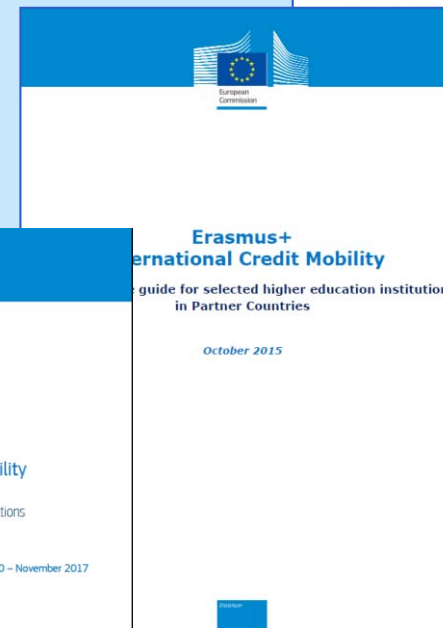 European
Commission
Erasmus+
ernational Credit Mobility
guide for selected higher education institution
in Partner Countries
October 2015
ility
tions
0 – November 2017
Erasmus+